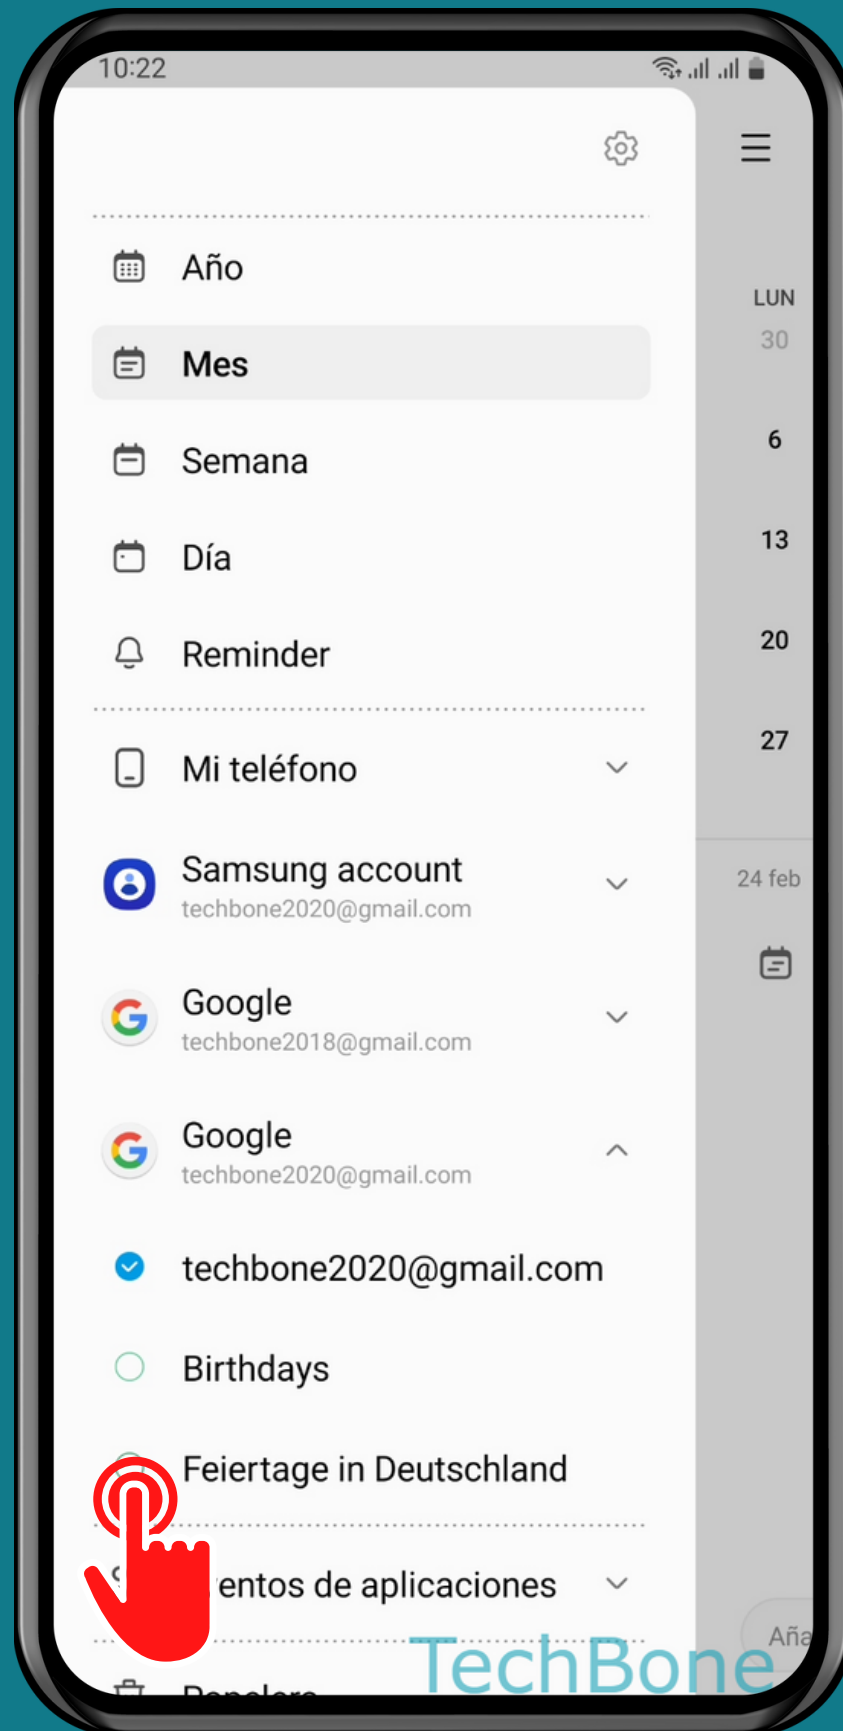 10:22
Año
LUN
Mes
30
6
Semana
13
Día
20
Reminder
27
Mi teléfono
Samsung account
techbone2020@gmail.com
24 feb
Google
techbone2018@gmail.com
Google
techbone2020@gmail.com
techbone2020@gmail.com
Birthdays
Feiertage in Deutschland
entos de aplicaciones
Aña
TechBone